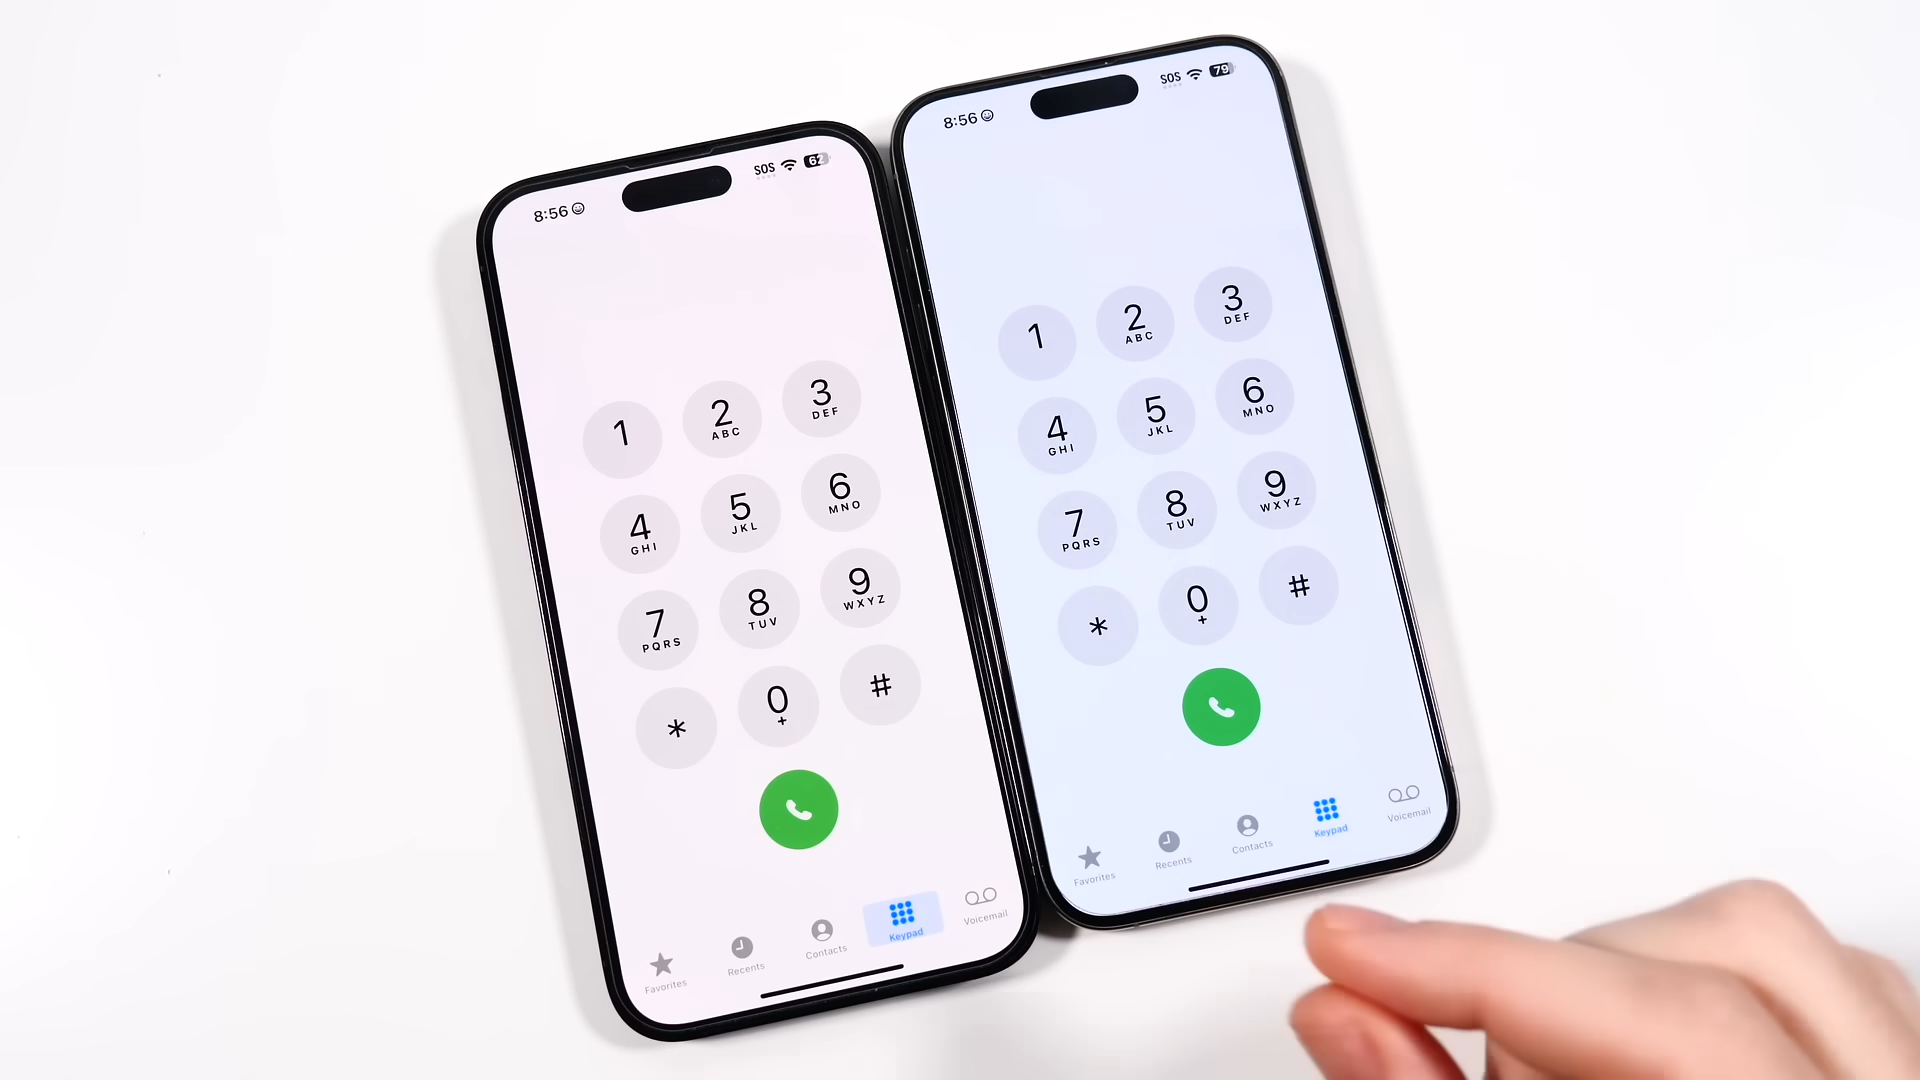 8:56
SOS
62
1
2
ABC
3
DEF
4
GHI
5
JKL
6
MNO
7
PQRS
8
TUV
9
WXYZ
*
0
+
#
Favorites
Recents
Contacts
Keypad
Voicemail
8:56
SOS
79
1
2
ABC
3
DEF
4
GHI
5
JKL
6
MNO
7
PQRS
8
TUV
9
WXYZ
*
0
+
#
Favorites
Recents
Contacts
Keypad
Voicemail